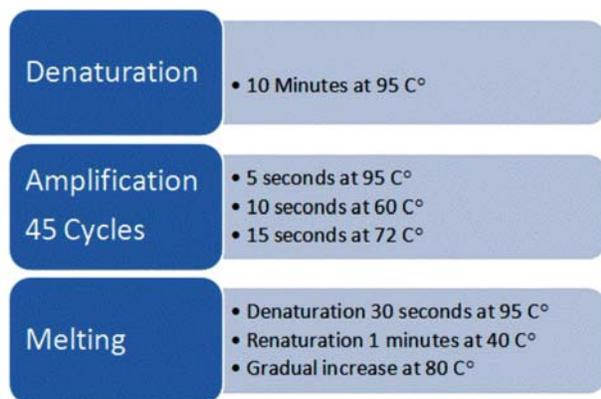 Denaturation
• 10 Minutes at 95 C°
Amplification
45 Cycles
• 5 seconds at 95 C°
• 10 seconds at 60 C°
• 15 seconds at 72 C°
Melting
• Denaturation 30 seconds at 95 C°
• Renaturation 1 minutes at 40 C°
• Gradual increase at 80 C°